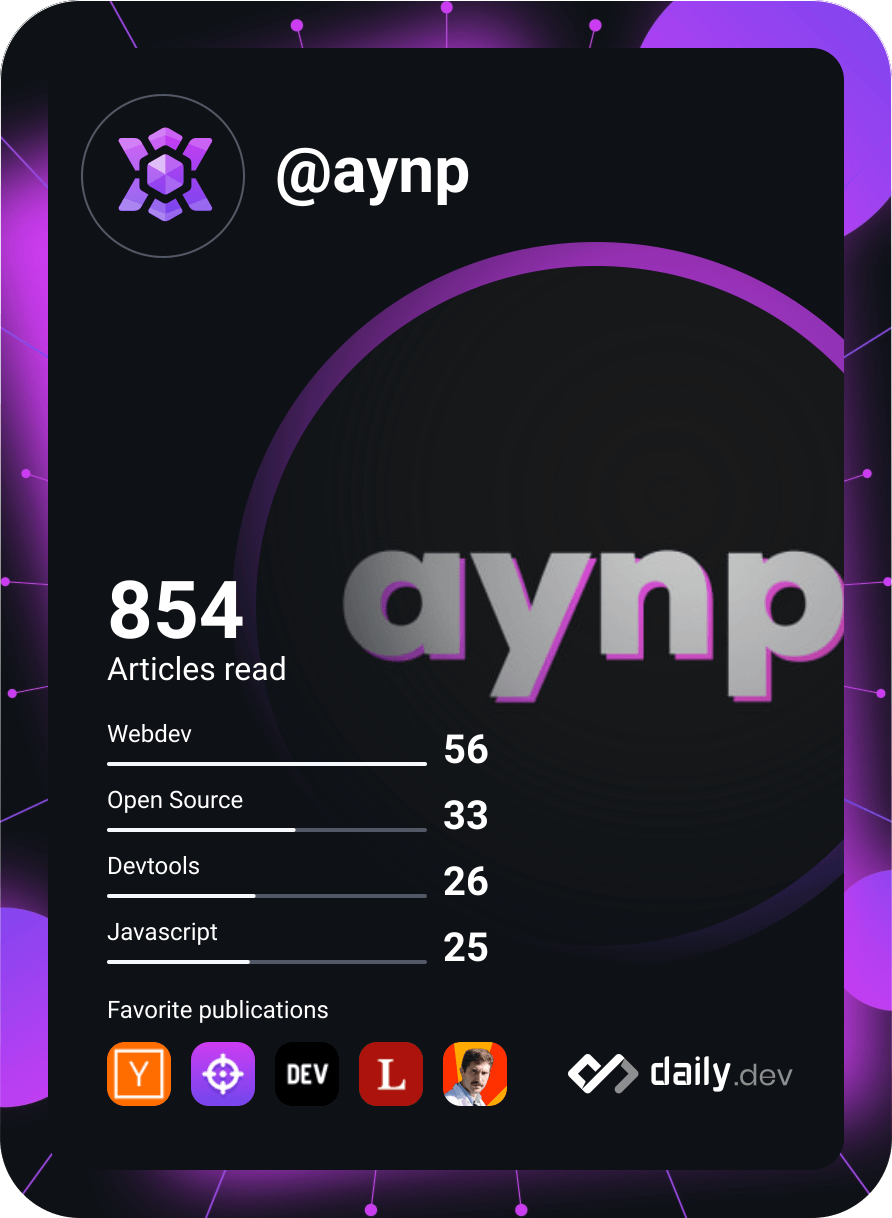 @aynp
aynp
854
Articles read
Webdev
56
Open Source
33
Devtools
26
Javascript
25
Favorite publications
Y
DEV
L
daily.dev